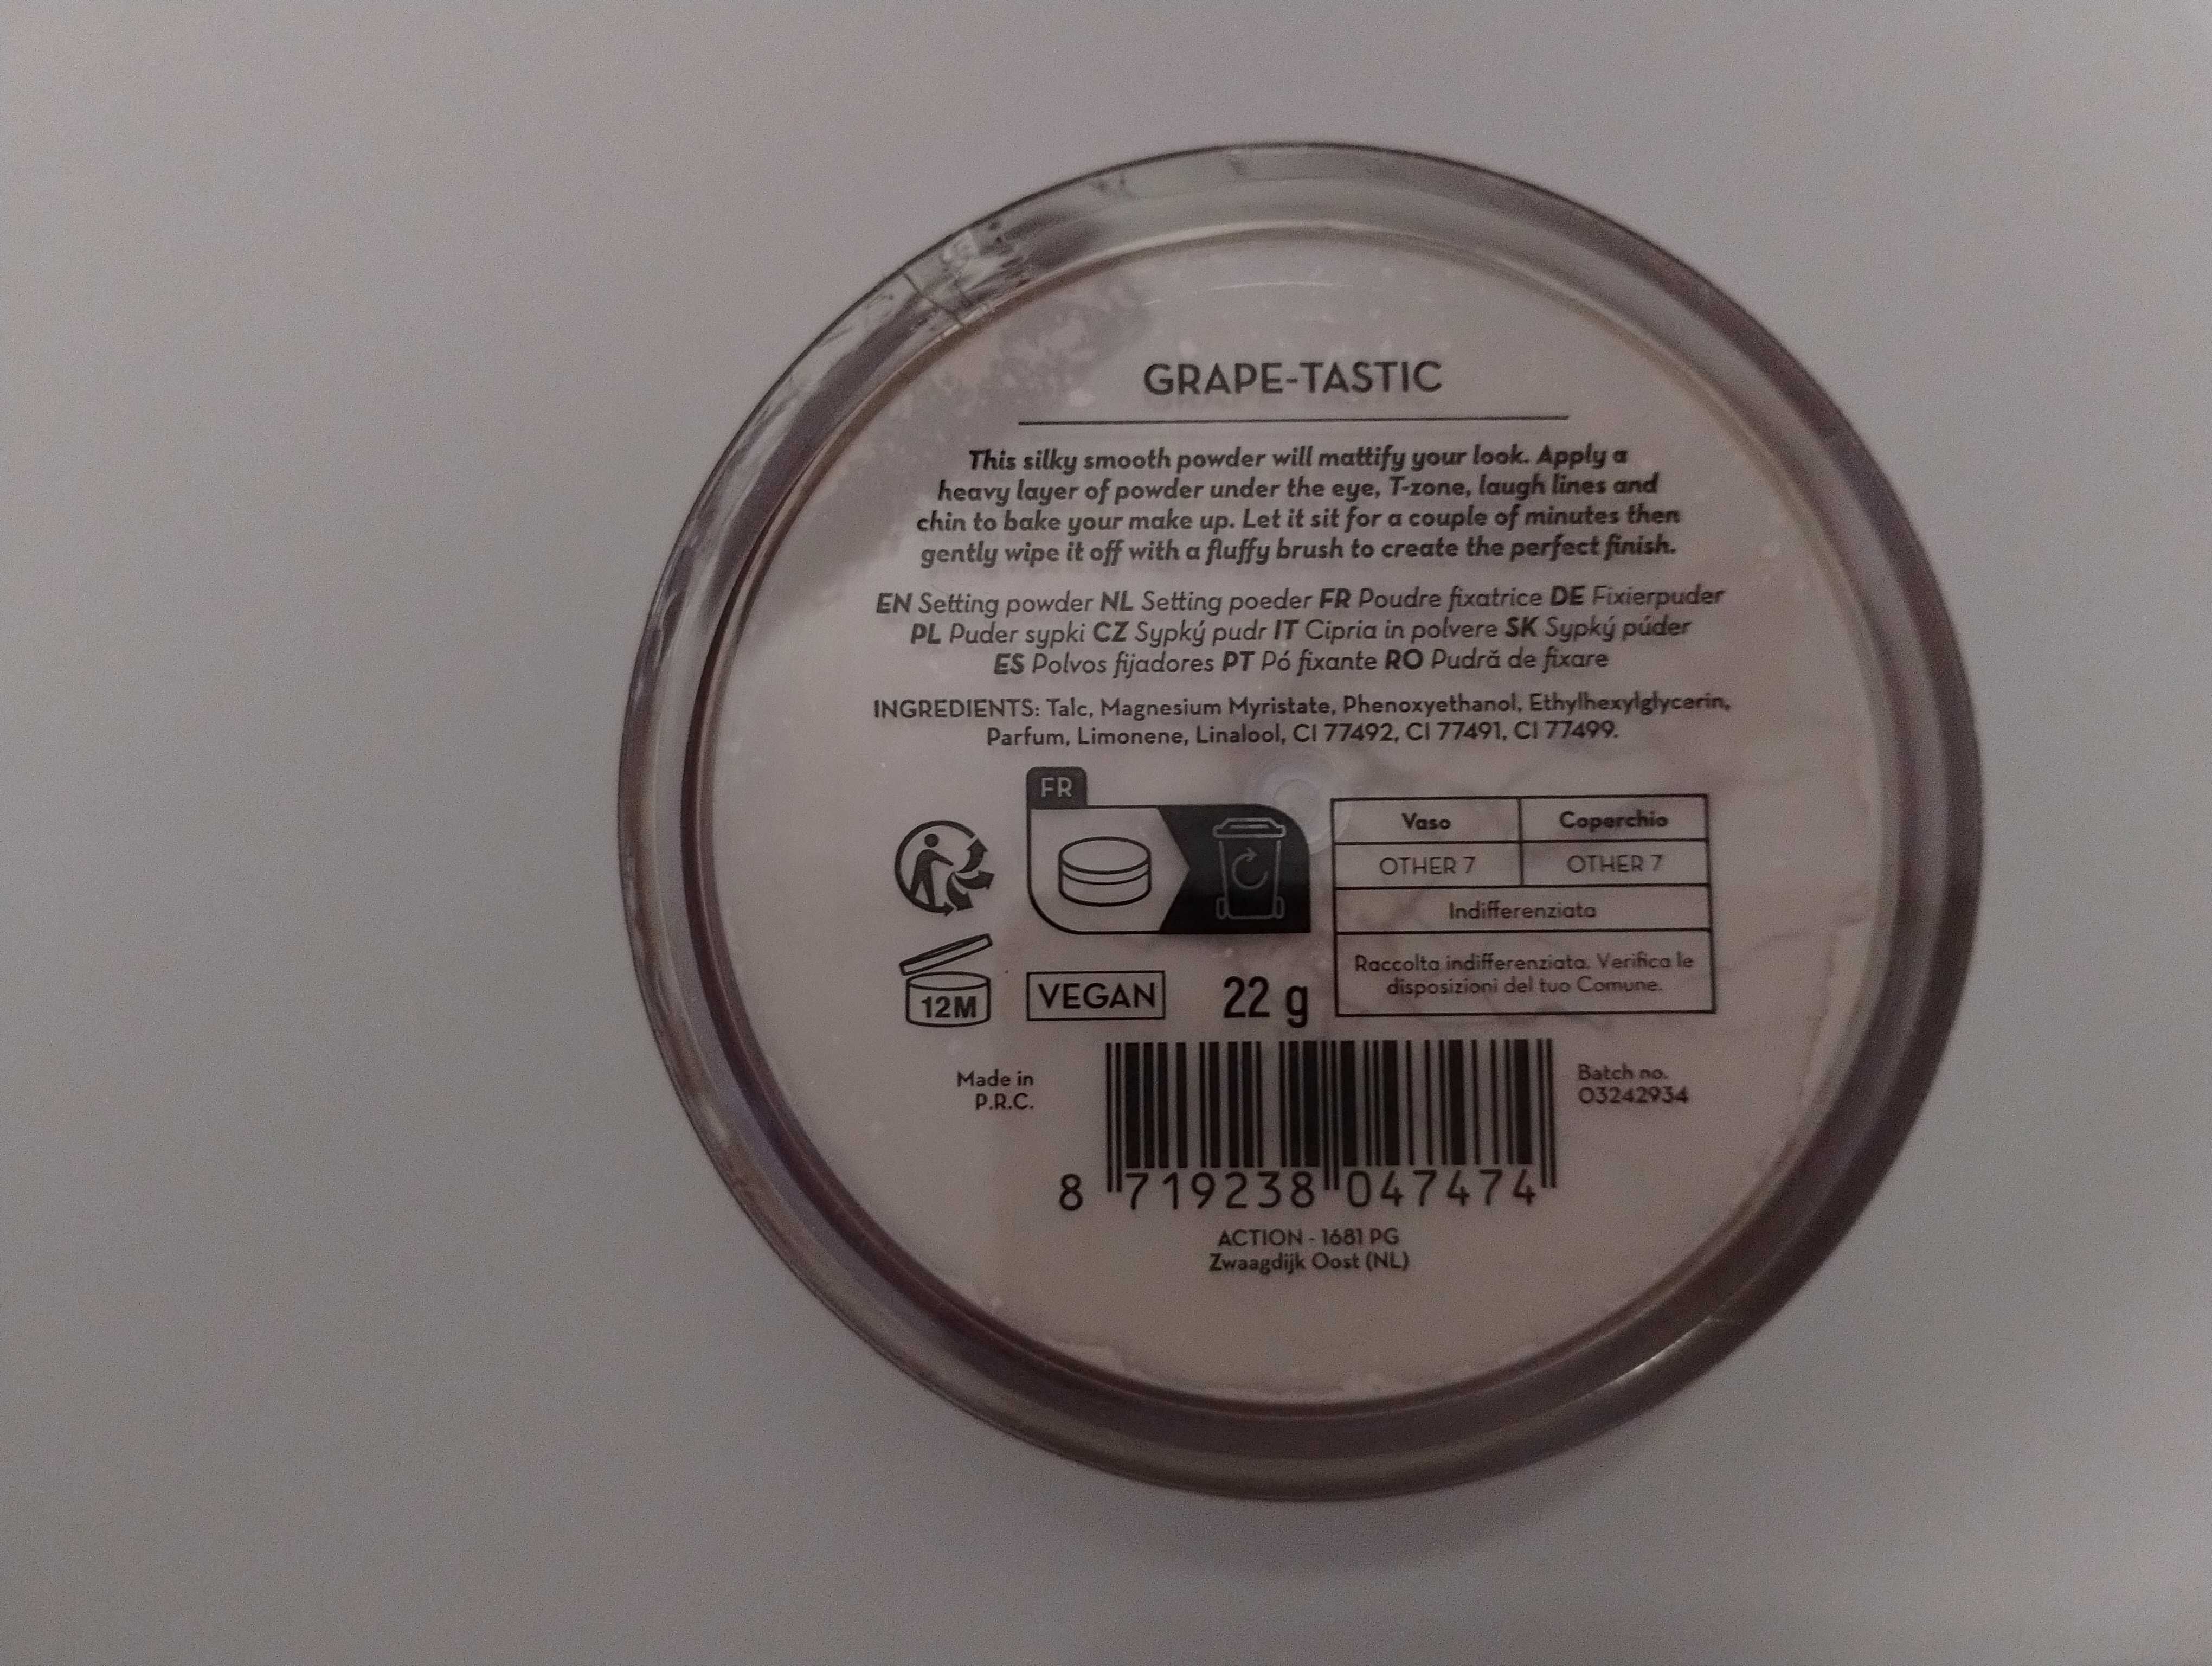 GRAPE-TASTIC
This silky smooth powder will mattify your look. Apply a
heavy layer of powder under the eye, T-zone, laugh lines and
chin to bake your make up. Let it sit for a couple of minutes then
gently wipe it off with a fluffy brush to create the perfect finish.
EN Setting powder NL Setting poeder FR Poudre fixatrice DE Fixierpuder
PL Puder sypki CZ Sypký pudr IT Cipria in polvere SK Sypký púder
ES Polvos fijadores PT Pó fixante RO Pudră de fixare
INGREDIENTS: Talc, Magnesium Myristate, Phenoxyethanol, Ethylhexylglycerin,
Parfum, Limonene, Linalool, CI 77492, CI 77491, CI 77499.
FR
Vaso Coperchio
OTHER 7 OTHER 7
Indifferenziata
Raccolta indifferenziata. Verifica le
disposizioni del tuo Comune.
12M
VEGAN
22 g
Made in
P.R.C.
Batch no.
03242934
8 719238 047474
ACTION - 1681 PG
Zwaagdijk Oost (NL)